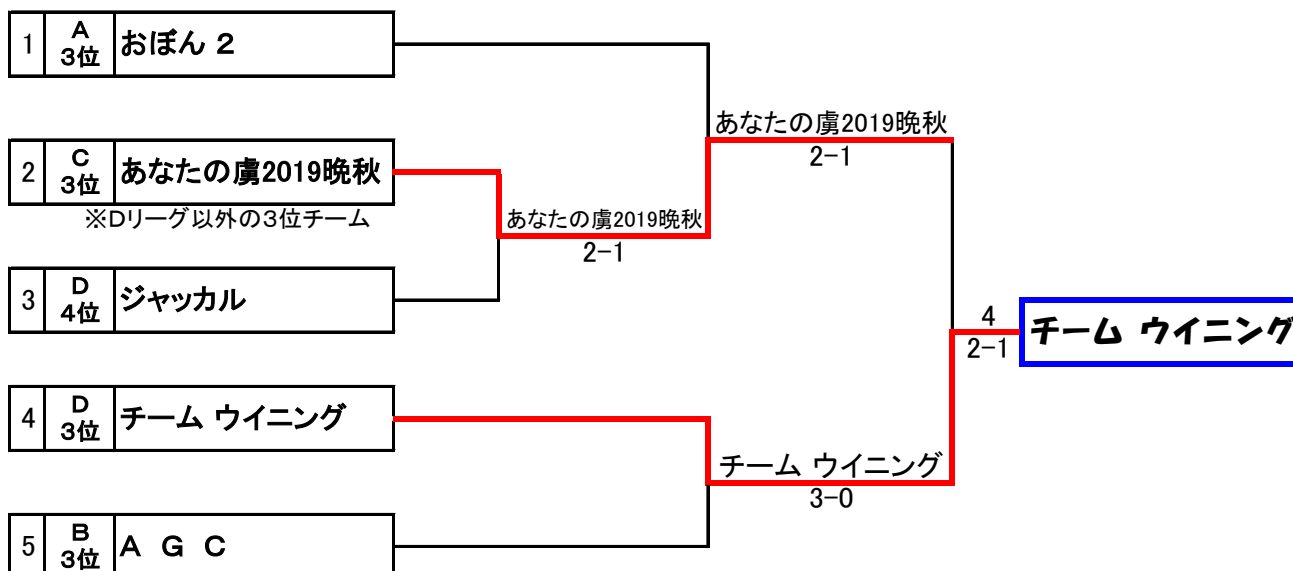 1 A 3位 おぼん 2
あなたの虜2019晩秋
2-1
2 C 3位 あなたの虜2019晩秋
※Dリーグ以外の3位チーム
あなたの虜2019晩秋
2-1
3 D 4位 ジャッカル
4
2-1
チーム ウイニング
4 D 3位 チーム ウイニング
チーム ウイニング
3-0
5 B 3位 A G C